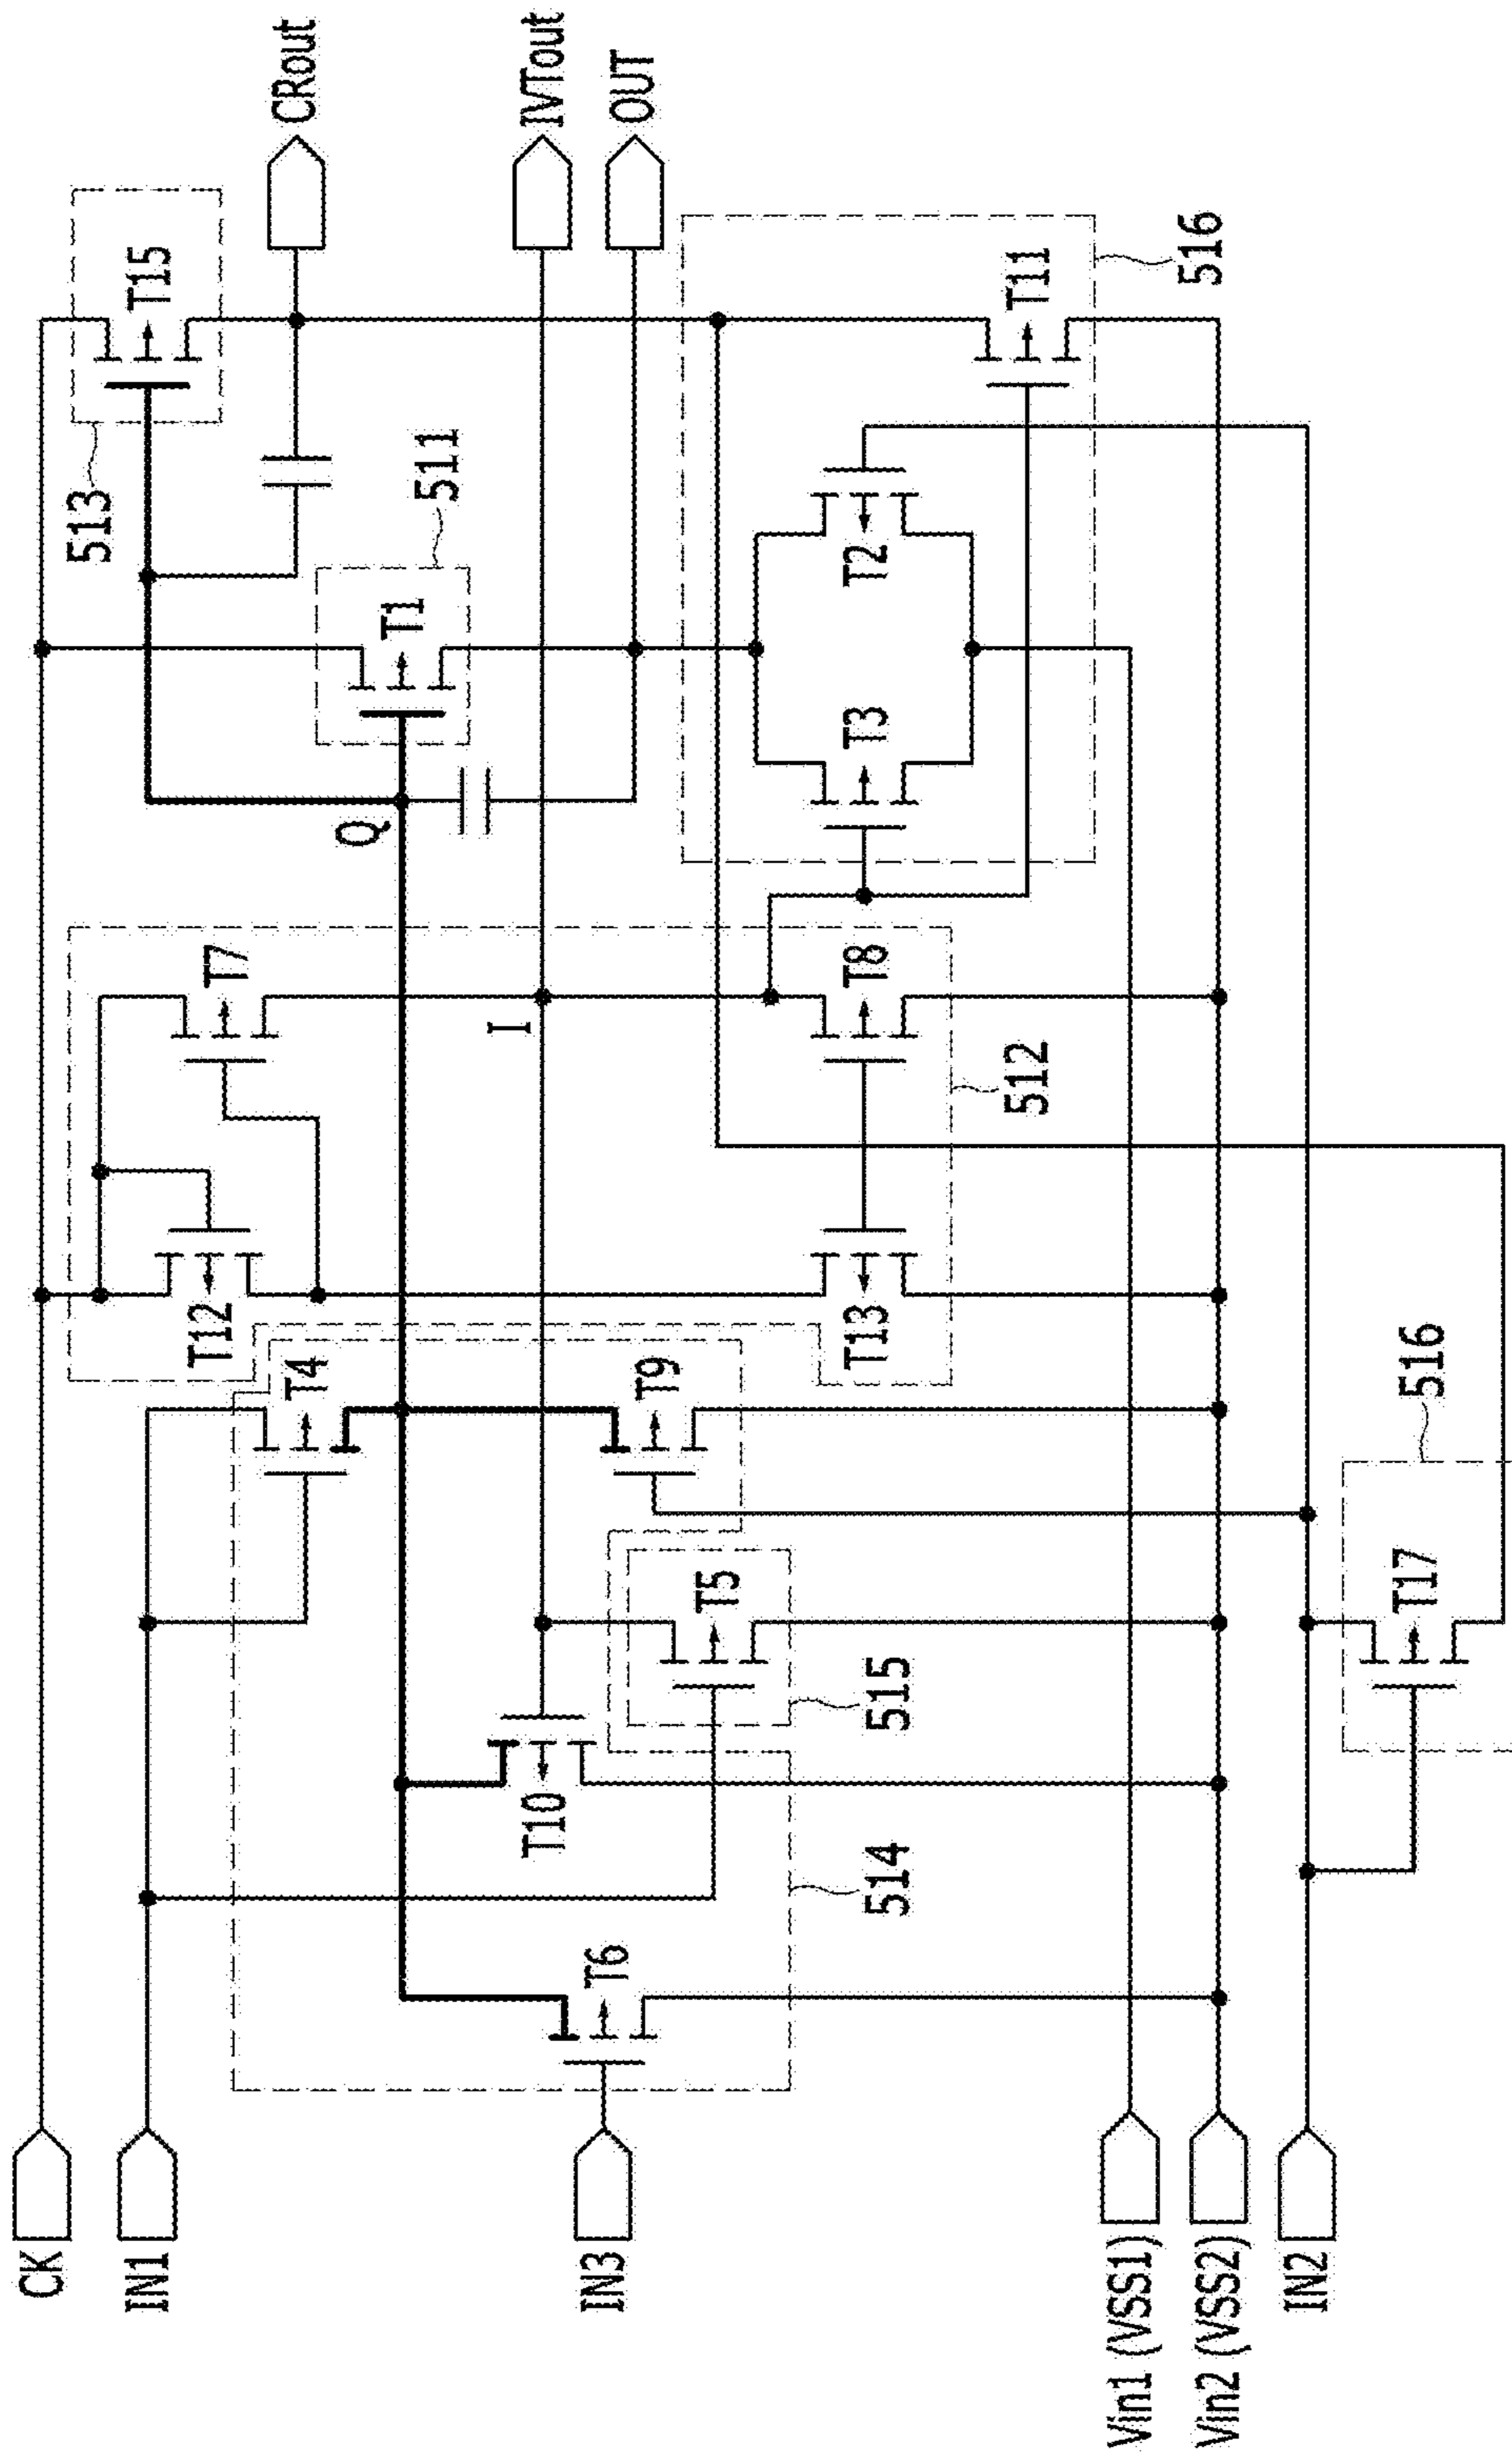 CK
IN1
IN3
Vin1 (VSS1)
Vin2 (VSS2)
IN2
T6
514
T10
515
T5
T17
516
T4
T9
T12
T13
512
T7
I
T8
Q
T3
T1
511
T2
513
T15
T11
516
CRout
IVTout
OUT